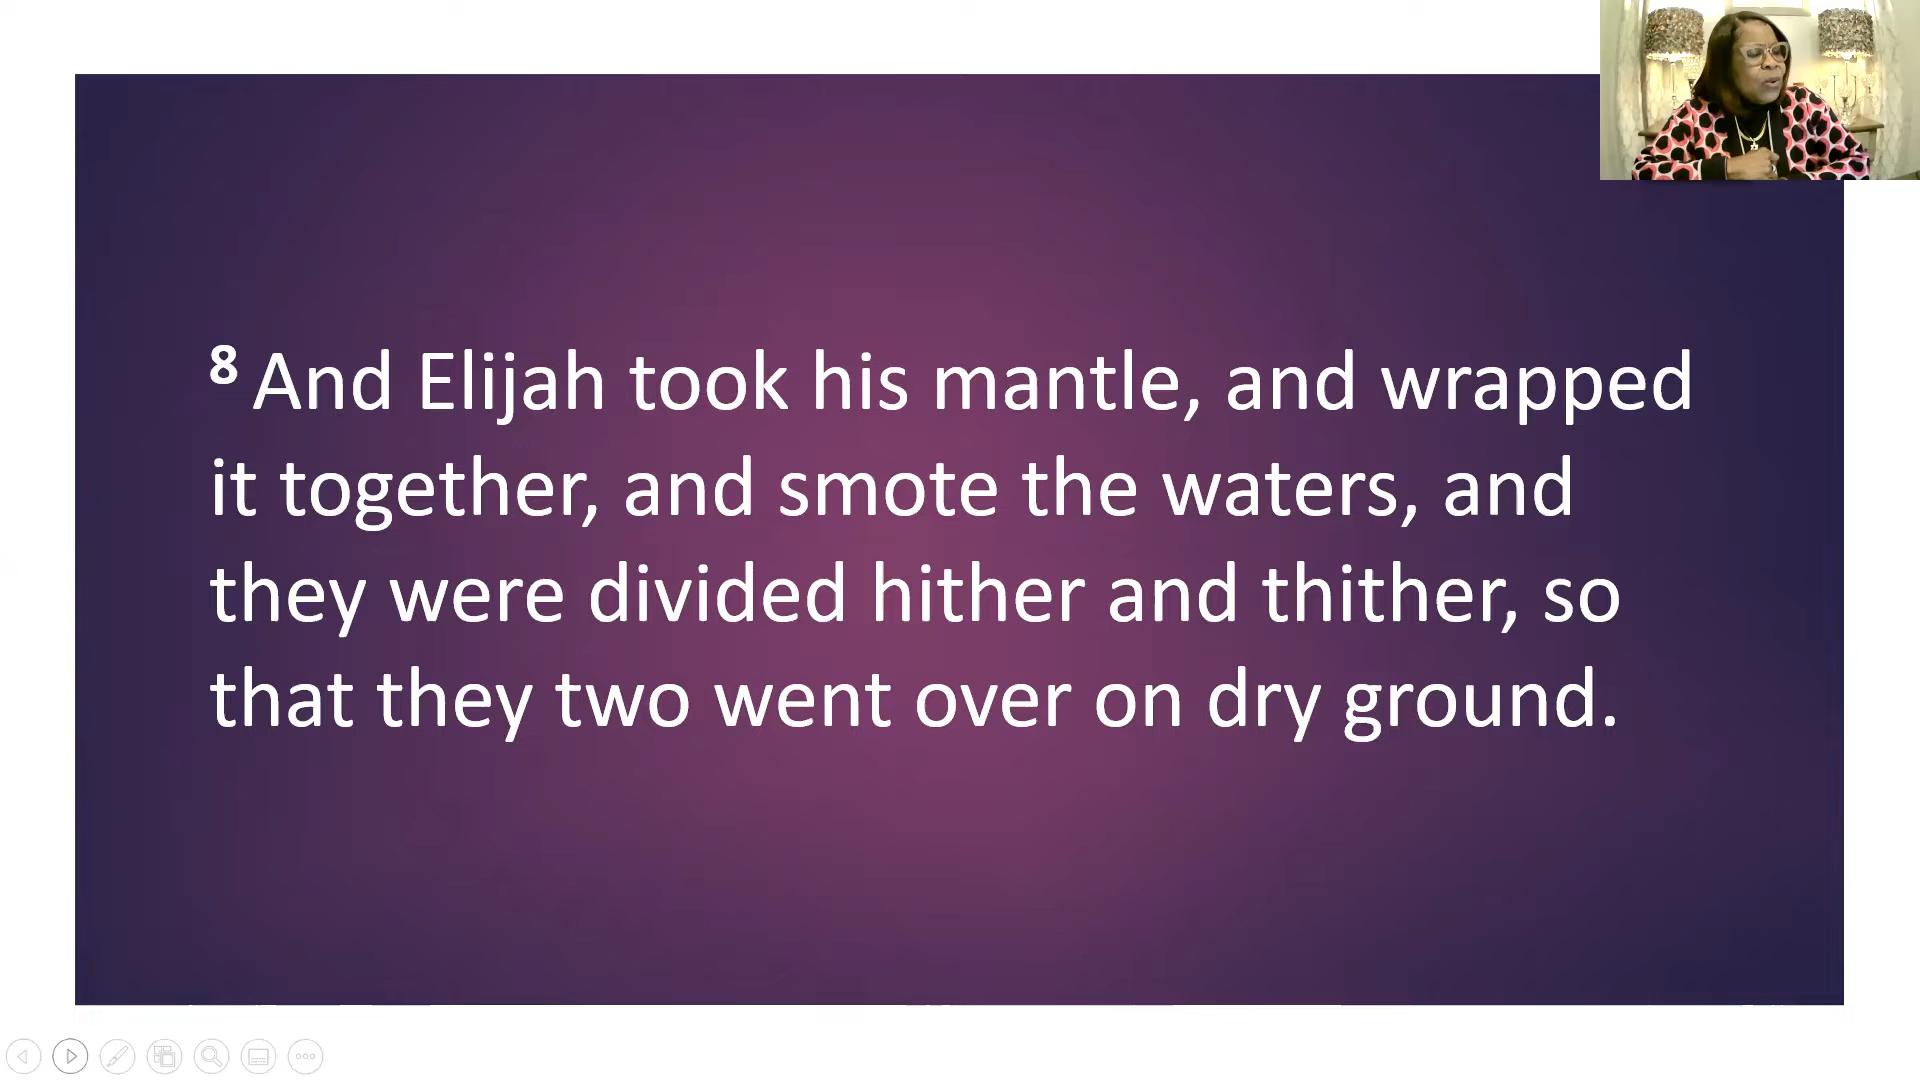 8 And Elijah took his mantle, and wrapped
it together, and smote the waters, and
they were divided hither and thither, so
that they two went over on dry ground.